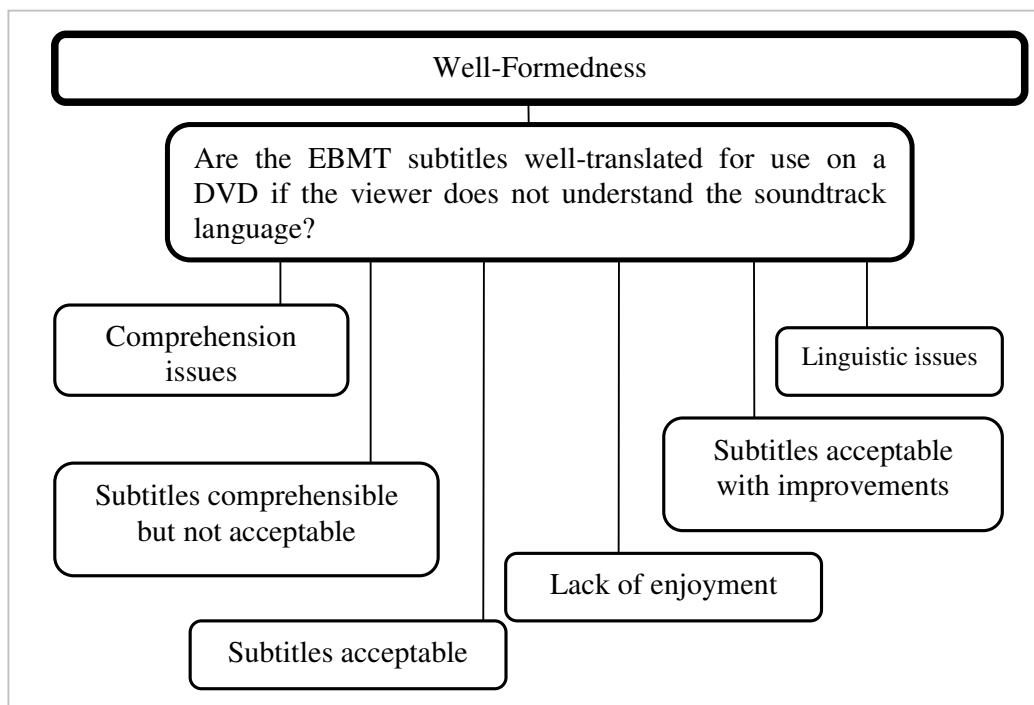 Well-Formedness
Are the EBMT subtitles well-translated for use on a
DVD if the viewer does not understand the soundtrack
language?
Comprehension
issues
Linguistic issues
Subtitles acceptable
with improvements
Subtitles comprehensible
but not acceptable
Lack of enjoyment
Subtitles acceptable